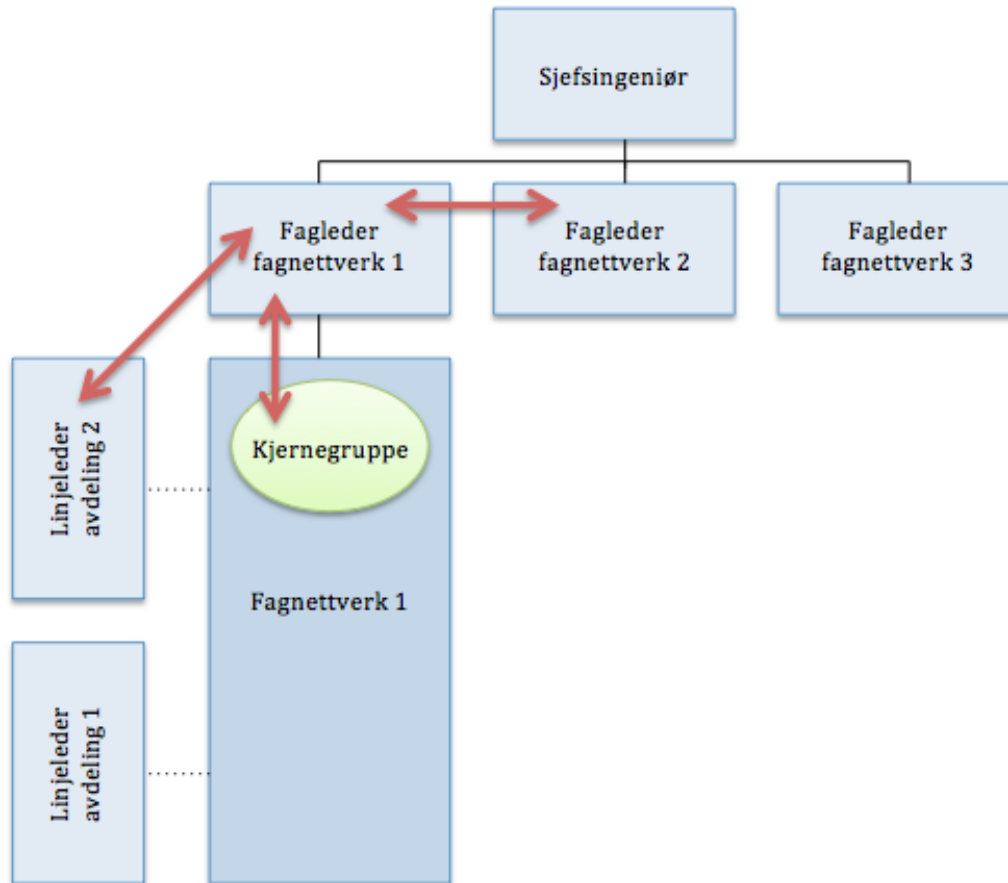 Sjefsingeniør
Fagleder
fagnettverk 1
Fagleder
fagnettverk 2
Fagleder
fagnettverk 3
Linjeleder
avdeling 2
Kjernegruppe
Fagnettverk 1
Linjeleder
avdeling 1